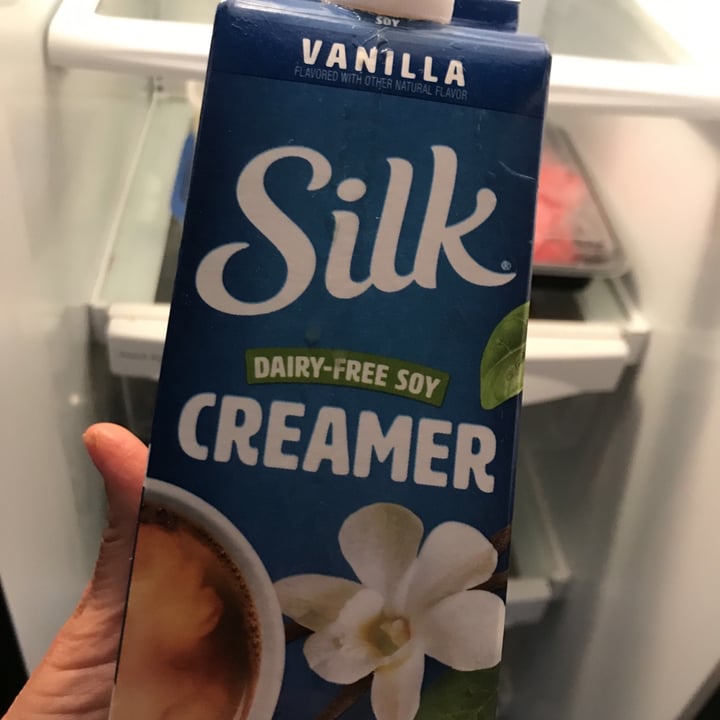 SOY
VANILLA
FLAVORED WITH OTHER NATURAL FLAVOR
Silk®
DAIRY-FREE SOY
CREAMER